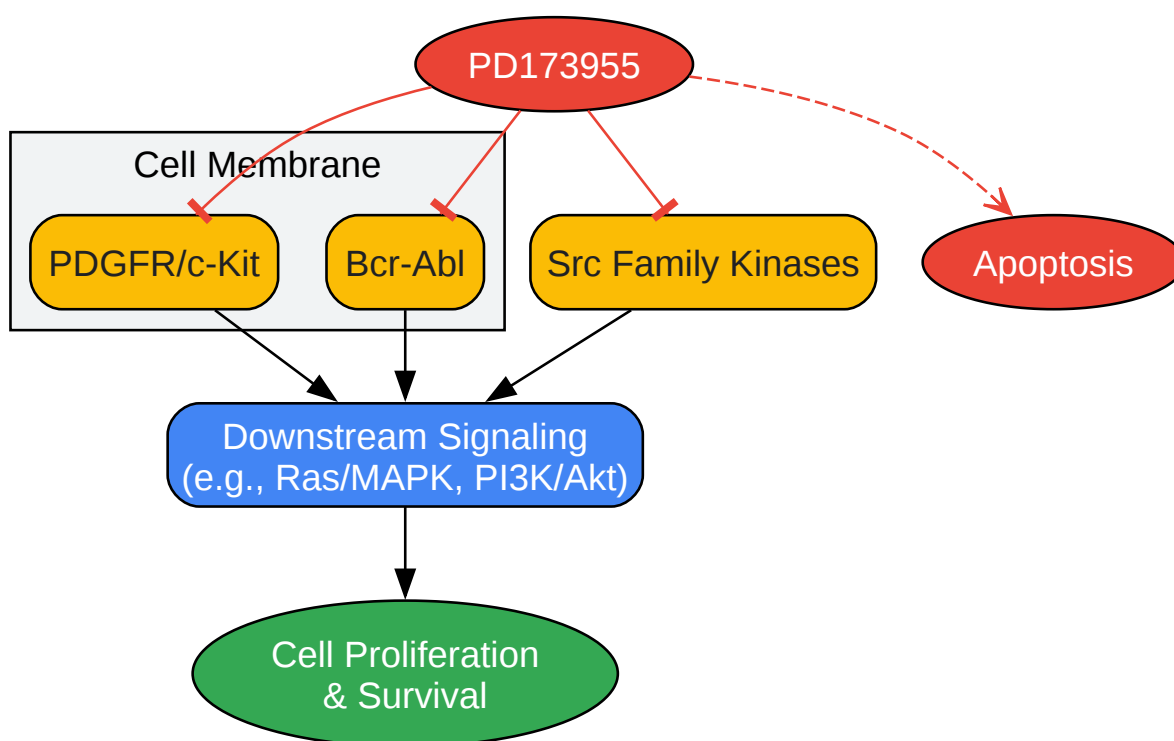 PD173955
Cell Membrane
PDGFR/c-Kit
Bcr-Abl
Src Family Kinases
Apoptosis
Downstream Signaling
(e.g., Ras/MAPK, PI3K/Akt)
Cell Proliferation
& Survival